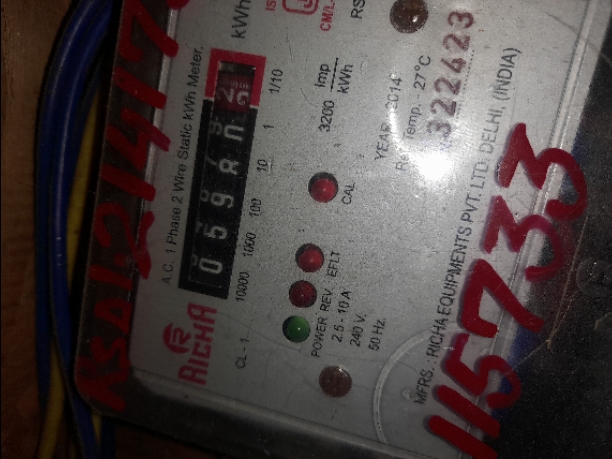 A.C. 1 Phase 2 Wire Static kWh Meter.
kWh
10000 1000 100 10 1 1/10
RICHA
CL - 1.
3200 Imp/kWh
CAL
EFLT
REV.
POWER
2.5 - 10 A
240 V.
50 Hz.
YEAR : 2014
Ref. Temp. : 27°C
322423
MFRS. : RICHA EQUIPMENTS PVT. LTD. DELHI, (INDIA)
115733